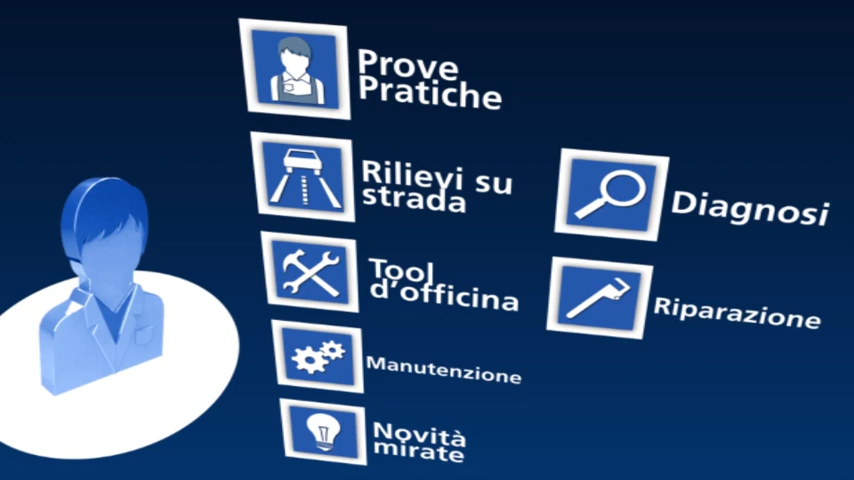 Prove
Pratiche
Rilievi su
strada
Tool
d'officina
Manutenzione
Novità
mirate
Diagnosi
Riparazione